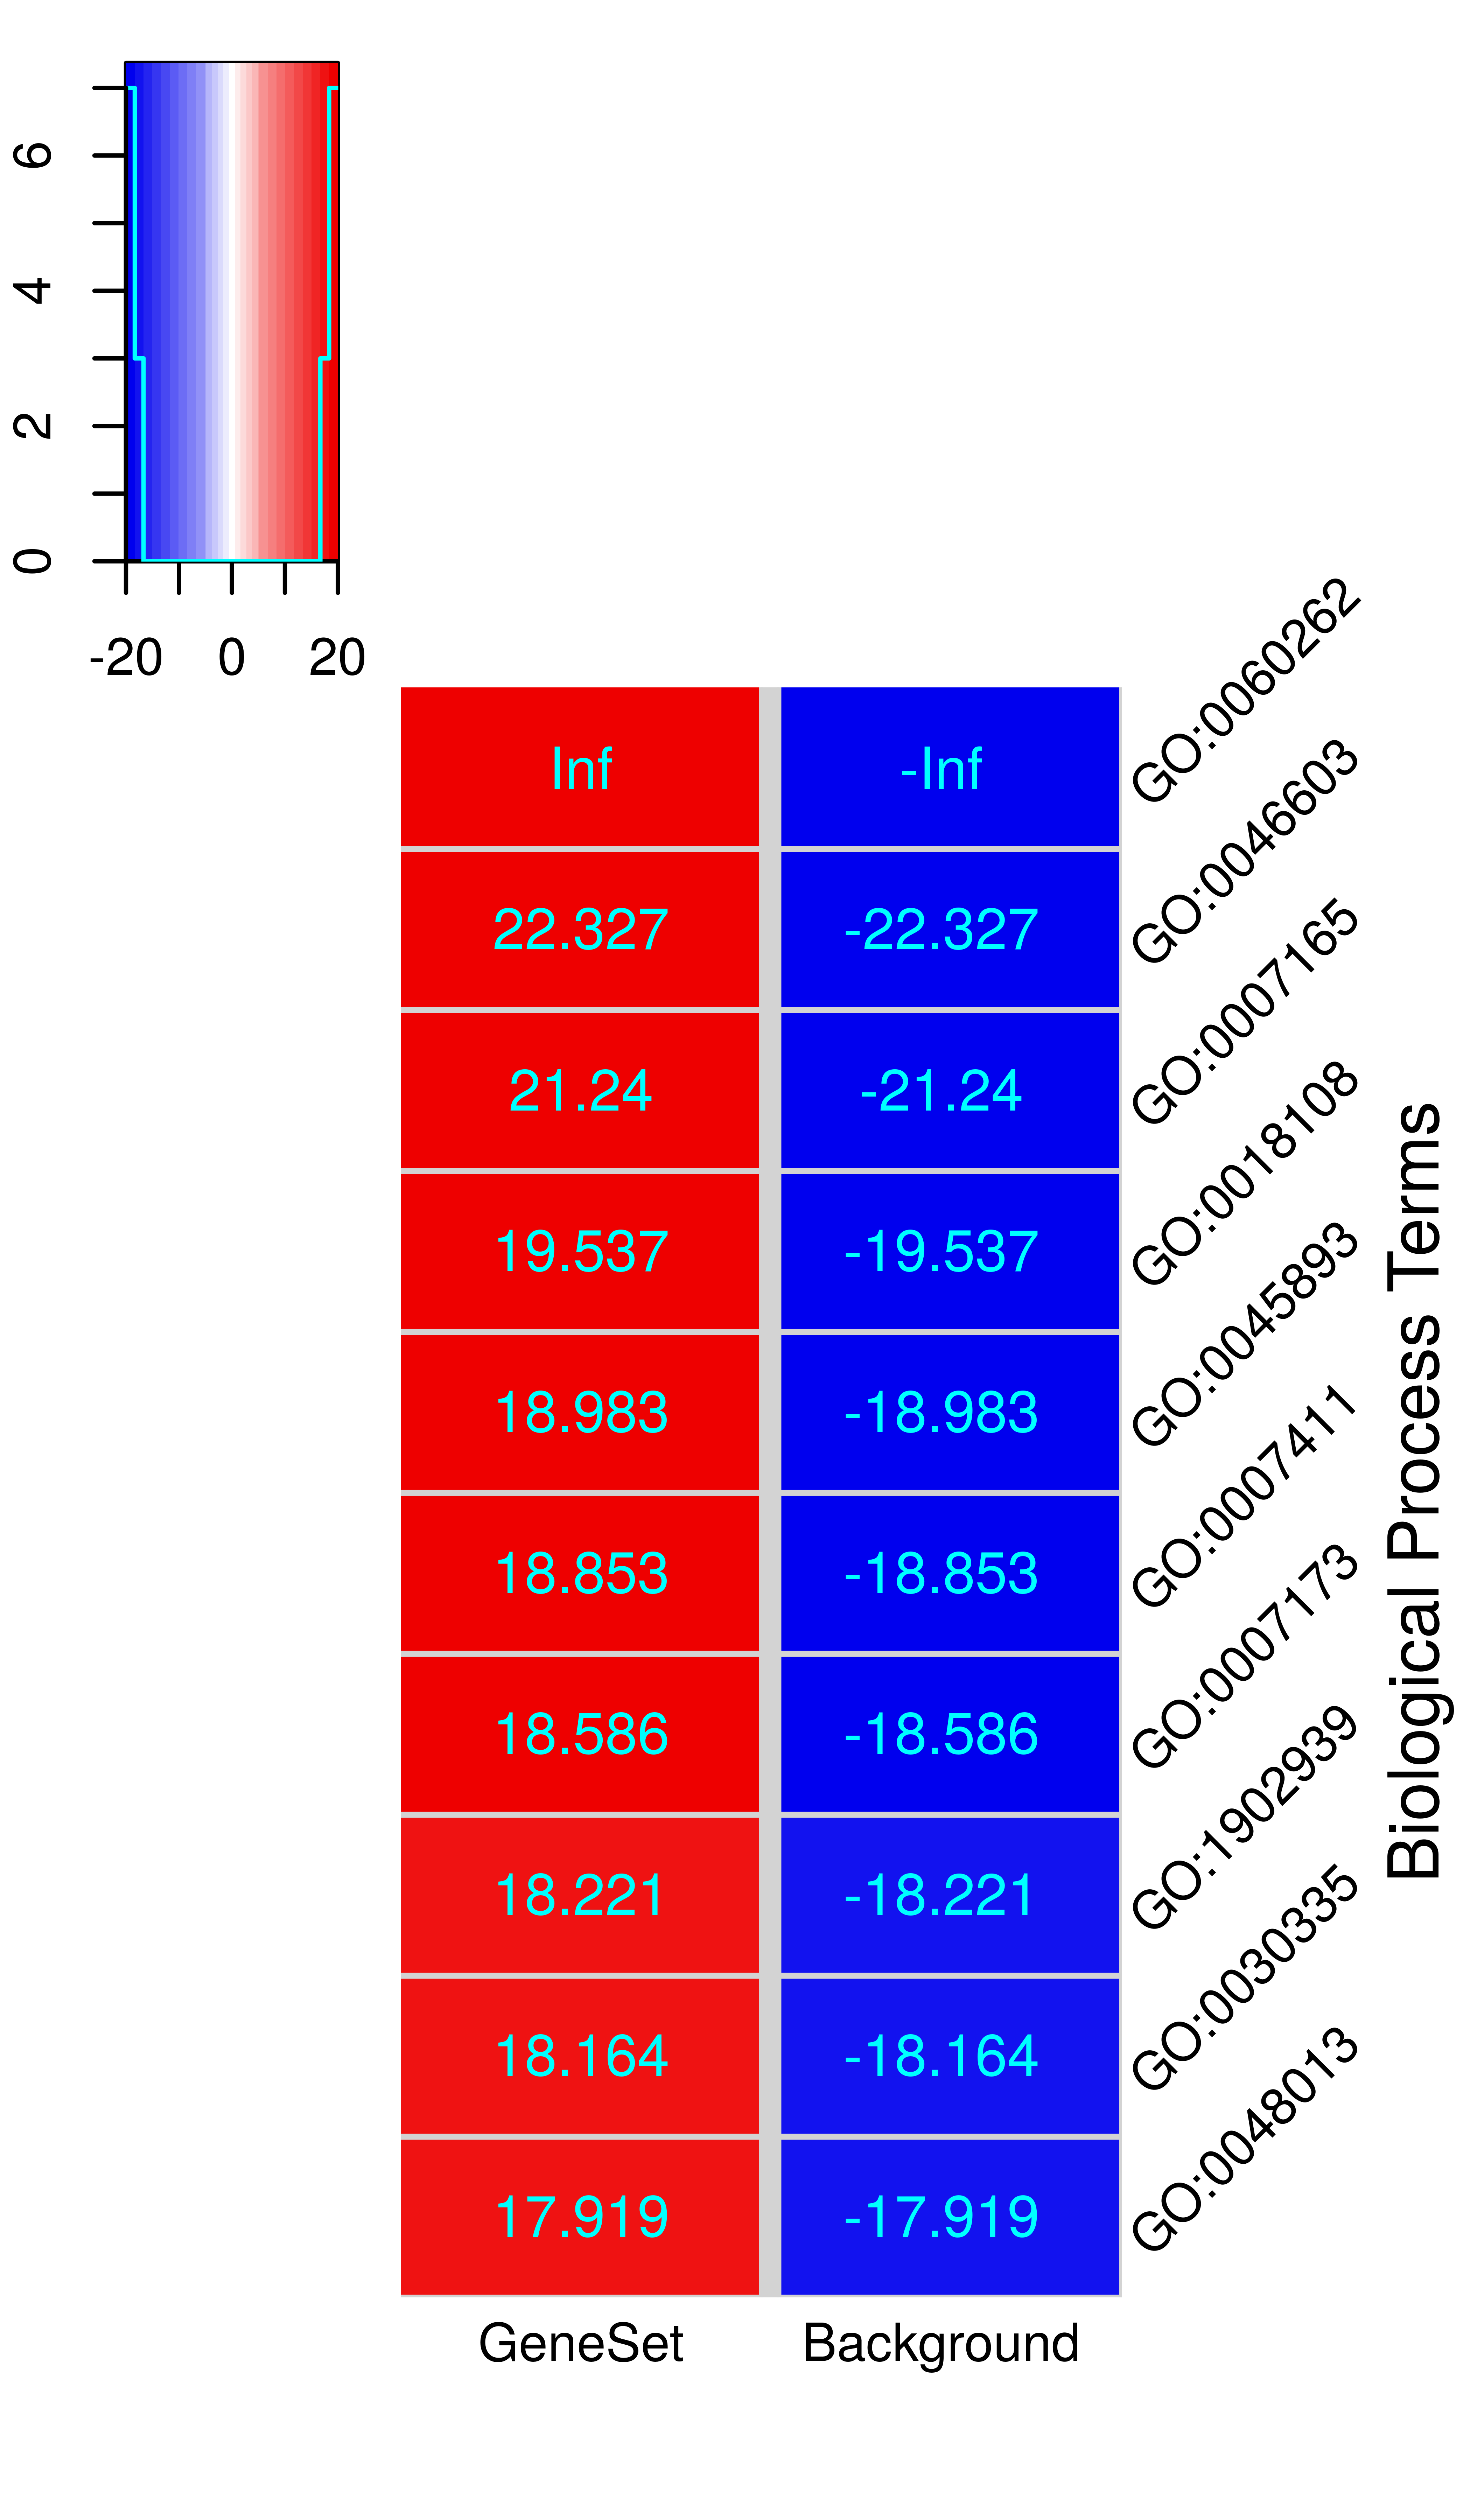 6
4
2
0
-20 0 20
Inf -Inf GO:0060262
22.327 -22.327 GO:0046603
21.24 -21.24 GO:0007165
19.537 -19.537 GO:0018108
18.983 -18.983 GO:0045893
18.853 -18.853 GO:0007411
18.586 -18.586 GO:0007173
18.221 -18.221 GO:1902939
18.164 -18.164 GO:0030335
17.919 -17.919 GO:0048013
GeneSet Background
Biological Process Terms